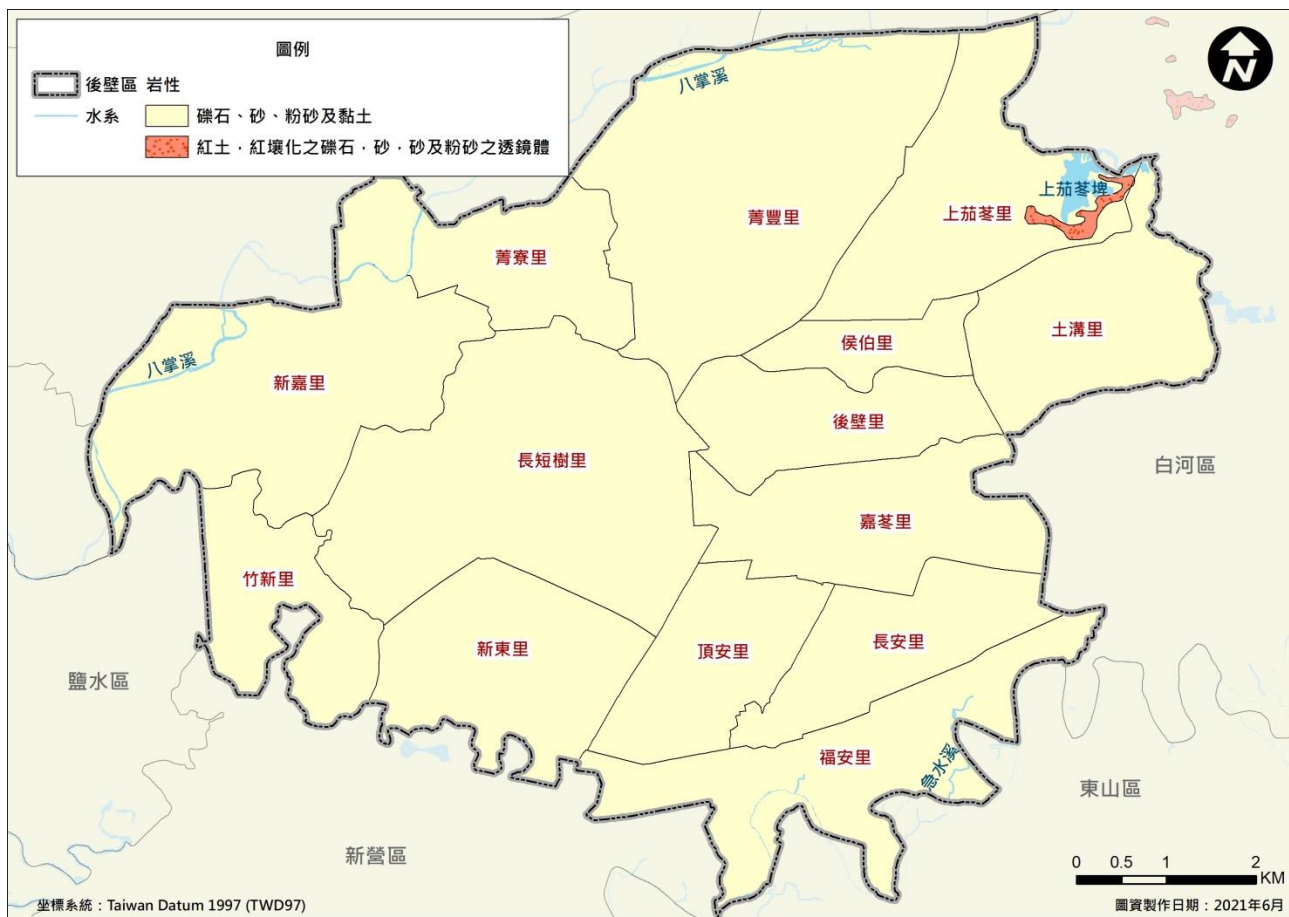 圖例
後壁區 岩性
水系 礫石、砂、粉砂及黏土
紅土，紅壤化之礫石，砂，砂及粉砂之透鏡體
N
八掌溪
上茄苳埤
菁豐里
上茄苳里
菁寮里
土溝里
侯伯里
八掌溪
新嘉里
後壁里
長短樹里
白河區
嘉苳里
竹新里
新東里
頂安里
長安里
鹽水區
福安里
急水溪
東山區
新營區
0 0.5 1 2
KM
坐標系統：Taiwan Datum 1997 (TWD97)
圖資製作日期：2021年6月